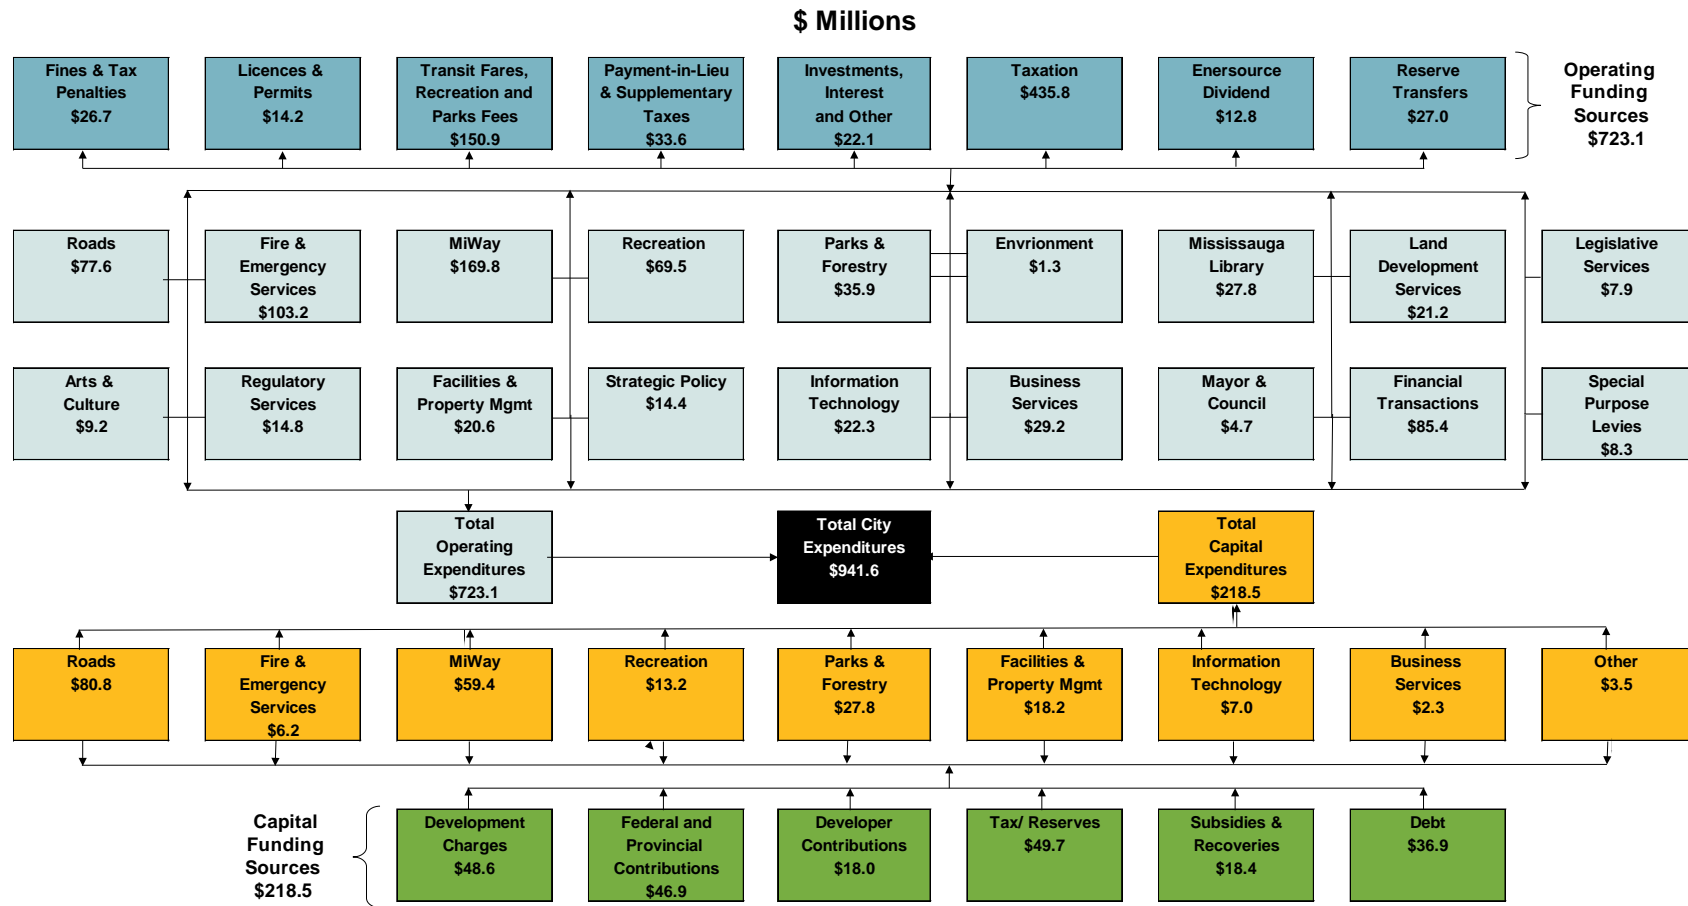 $ Millions
Fines & Tax
Penalties
$26.7
Licences &
Permits
$14.2
Transit Fares,
Recreation and
Parks Fees
$150.9
Payment-in-Lieu
& Supplementary
Taxes
$33.6
Investments,
Interest
and Other
$22.1
Taxation
$435.8
Enersource
Dividend
$12.8
Reserve
Transfers
$27.0
Operating
Funding
Sources
$723.1
Roads
$77.6
Fire &
Emergency
Services
$103.2
MiWay
$169.8
Recreation
$69.5
Parks &
Forestry
$35.9
Envrionment
$1.3
Mississauga
Library
$27.8
Land
Development
Services
$21.2
Legislative
Services
$7.9
Arts &
Culture
$9.2
Regulatory
Services
$14.8
Facilities &
Property Mgmt
$20.6
Strategic Policy
$14.4
Information
Technology
$22.3
Business
Services
$29.2
Mayor &
Council
$4.7
Financial
Transactions
$85.4
Special
Purpose
Levies
$8.3
Total
Operating
Expenditures
$723.1
Total City
Expenditures
$941.6
Total
Capital
Expenditures
$218.5
Roads
$80.8
Fire &
Emergency
Services
$6.2
MiWay
$59.4
Recreation
$13.2
Parks &
Forestry
$27.8
Facilities &
Property Mgmt
$18.2
Information
Technology
$7.0
Business
Services
$2.3
Other
$3.5
Capital
Funding
Sources
$218.5
Development
Charges
$48.6
Federal and
Provincial
Contributions
$46.9
Developer
Contributions
$18.0
Tax/ Reserves
$49.7
Subsidies &
Recoveries
$18.4
Debt
$36.9